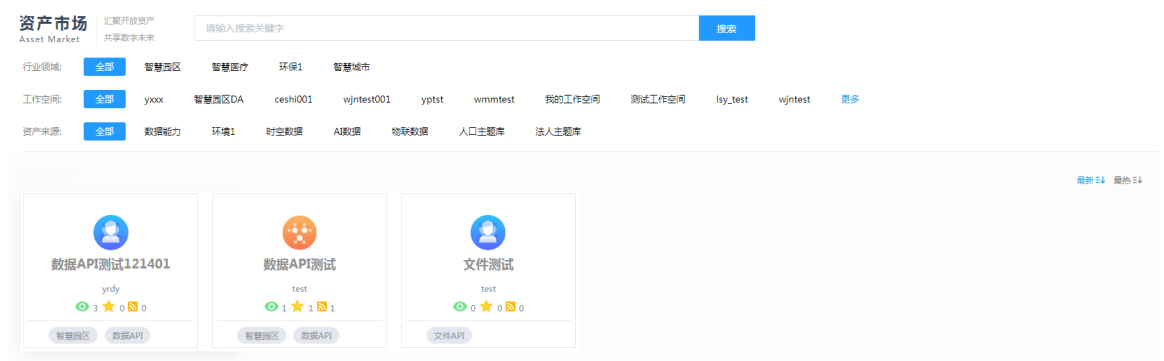 资产市场 汇聚开放资产
Asset Market 共享数字未来
请输入搜索关键字 搜索
行业领域: 全部 智慧园区 智慧医疗 环保1 智慧城市
工作空间: 全部 yxxx 智慧园区DA ceshi001 wjntest001 yptst wmmtest 我的工作空间 测试工作空间 lsy_test wjntest 更多
资产来源: 全部 数据能力 环境1 时空数据 AI数据 物联数据 人口主题库 法人主题库
最新 最热
数据API测试121401 数据API测试 文件测试
yrdy test test
3 0 0 1 1 1 0 0 0
智慧园区 数据API 智慧园区 数据API 文件API